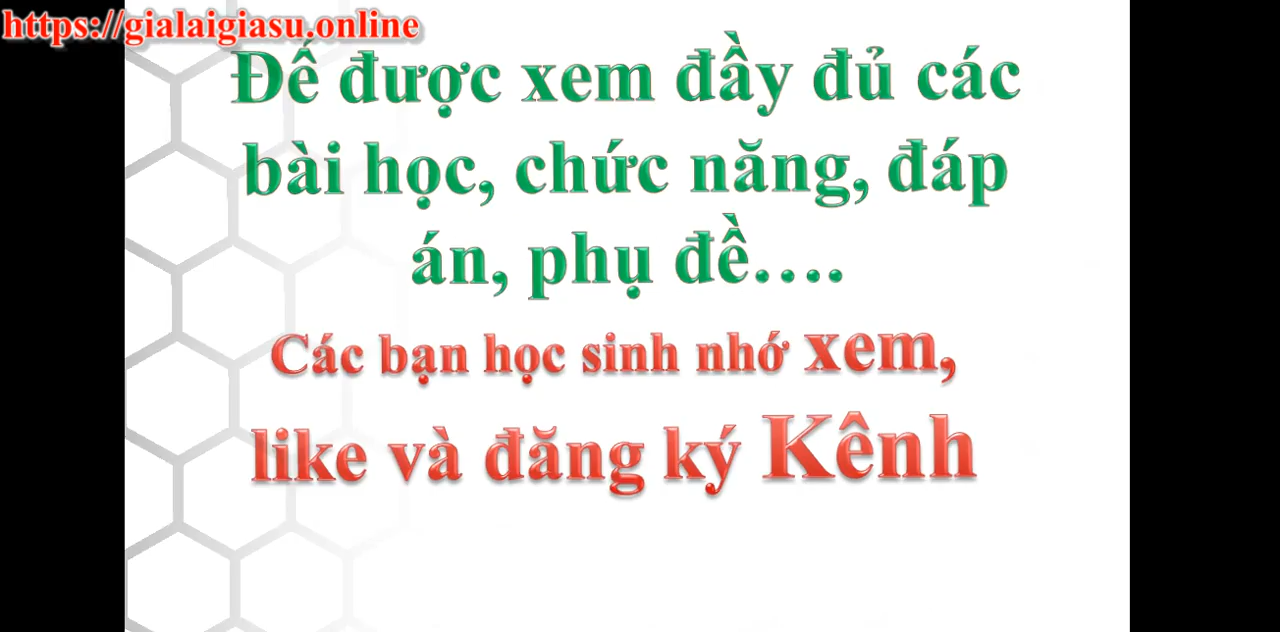 https://gialaigiasu.online
Đế được xem đầy đủ các
bài học, chức năng, đáp
án, phụ đề....
Các bạn học sinh nhớ xem,
like và đăng ký Kênh